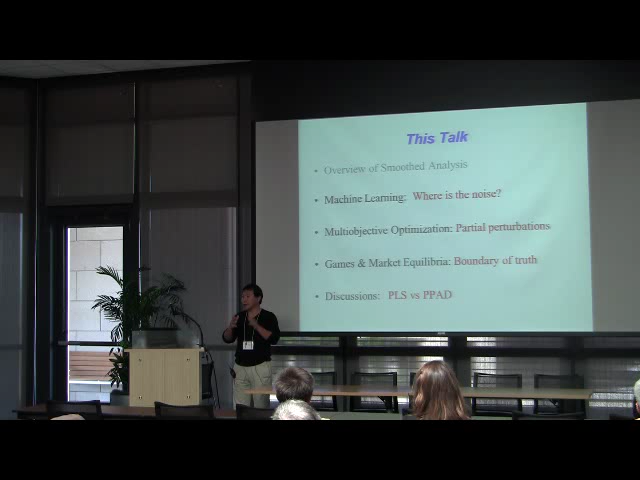 This Talk
• Overview of Smoothed Analysis
• Machine Learning: Where is the noise?
• Multiobjective Optimization: Partial perturbations
• Games & Market Equilibria: Boundary of truth
• Discussions: PLS vs PPAD